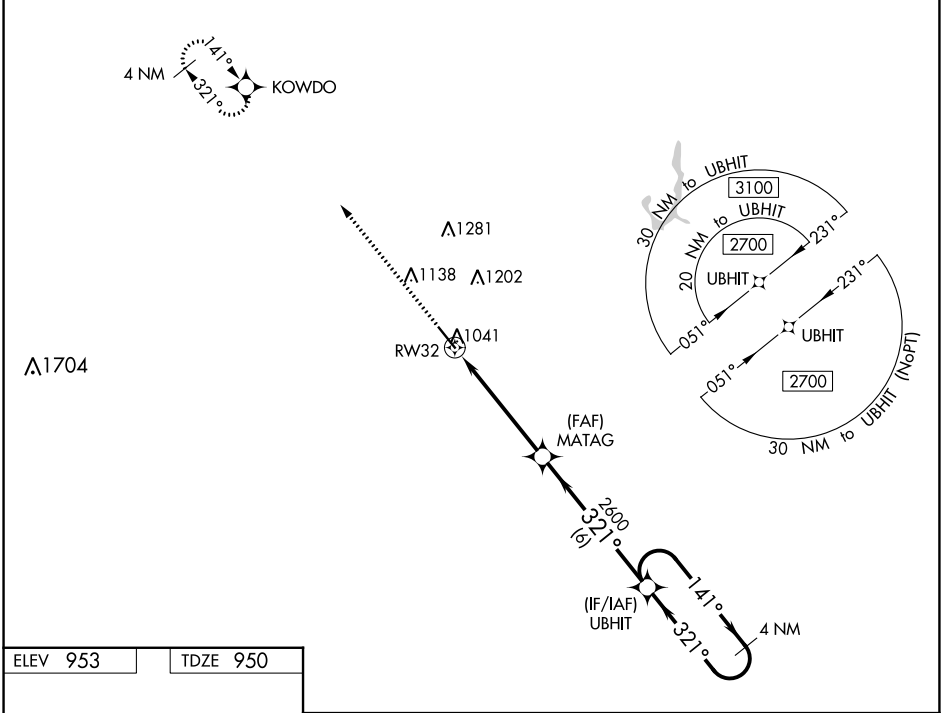 141°
4 NM
321°
KOWDO
30 NM to UBHIT
3100
20 NM to UBHIT
2700
231°
UBHIT
051°
231°
UBHIT
051°
2700
30 NM to UBHIT (NoPT)
1281
1138
1202
1041
RW32
1704
(FAF)
MATAG
2600
321°
(6)
(IF/IAF)
UBHIT
141°
321°
4 NM
ELEV 953
TDZE 950